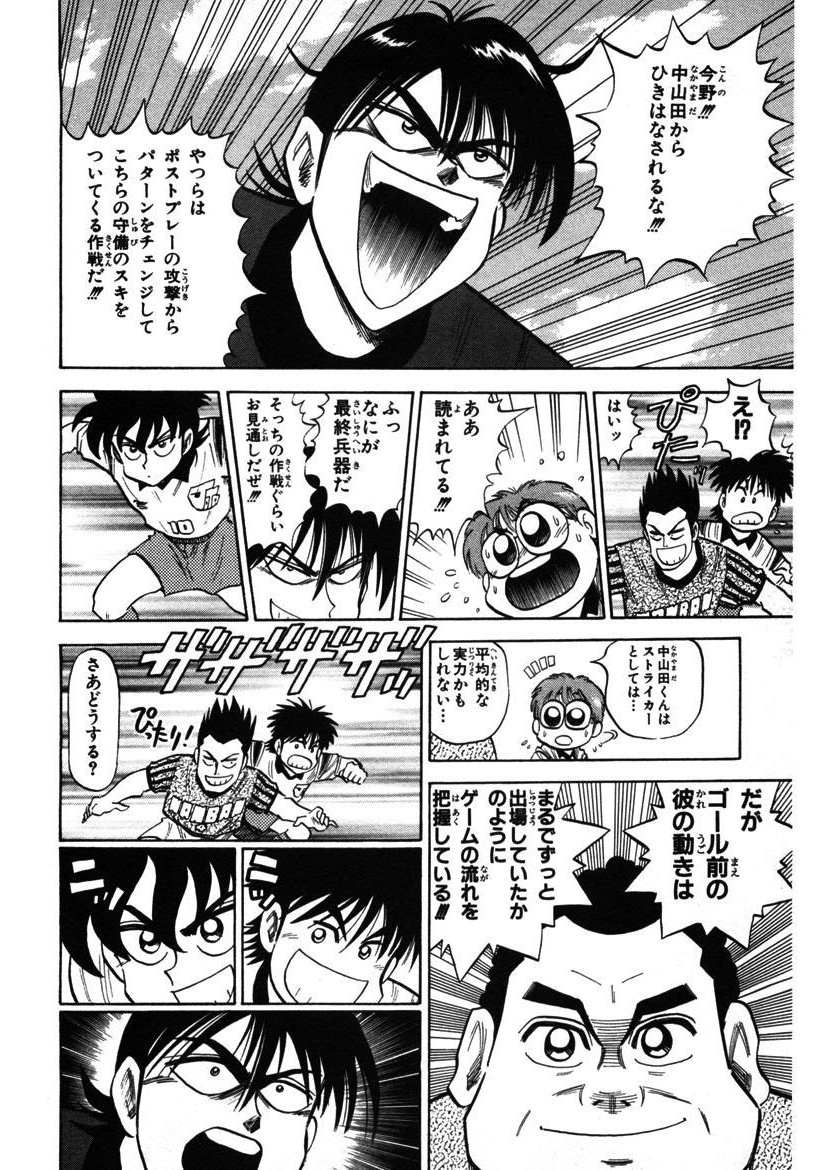 今野!!!
中山田から
ひきはなされるな!!!
やつらは
ポストプレーの攻撃から
パターンをチェンジして
こちらの守備のスキを
ついてくる作戦だ!!!
え!?
ぴたッ
はいッ
ああ
読まれてる!!!
ふっ
なにが
最終兵器だ
そっちの作戦ぐらい
お見通しだぜ!!!
10
中山田くんは
ストライカー
としては…
平均的な
実力かも
しれない…
だが
ゴール前の
彼の動きは
まるでずっと
出場していたか
のように
ゲームの流れを
把握している!!!
ザザザザ
ぴったり!
さあどうする?
ニ
ニ